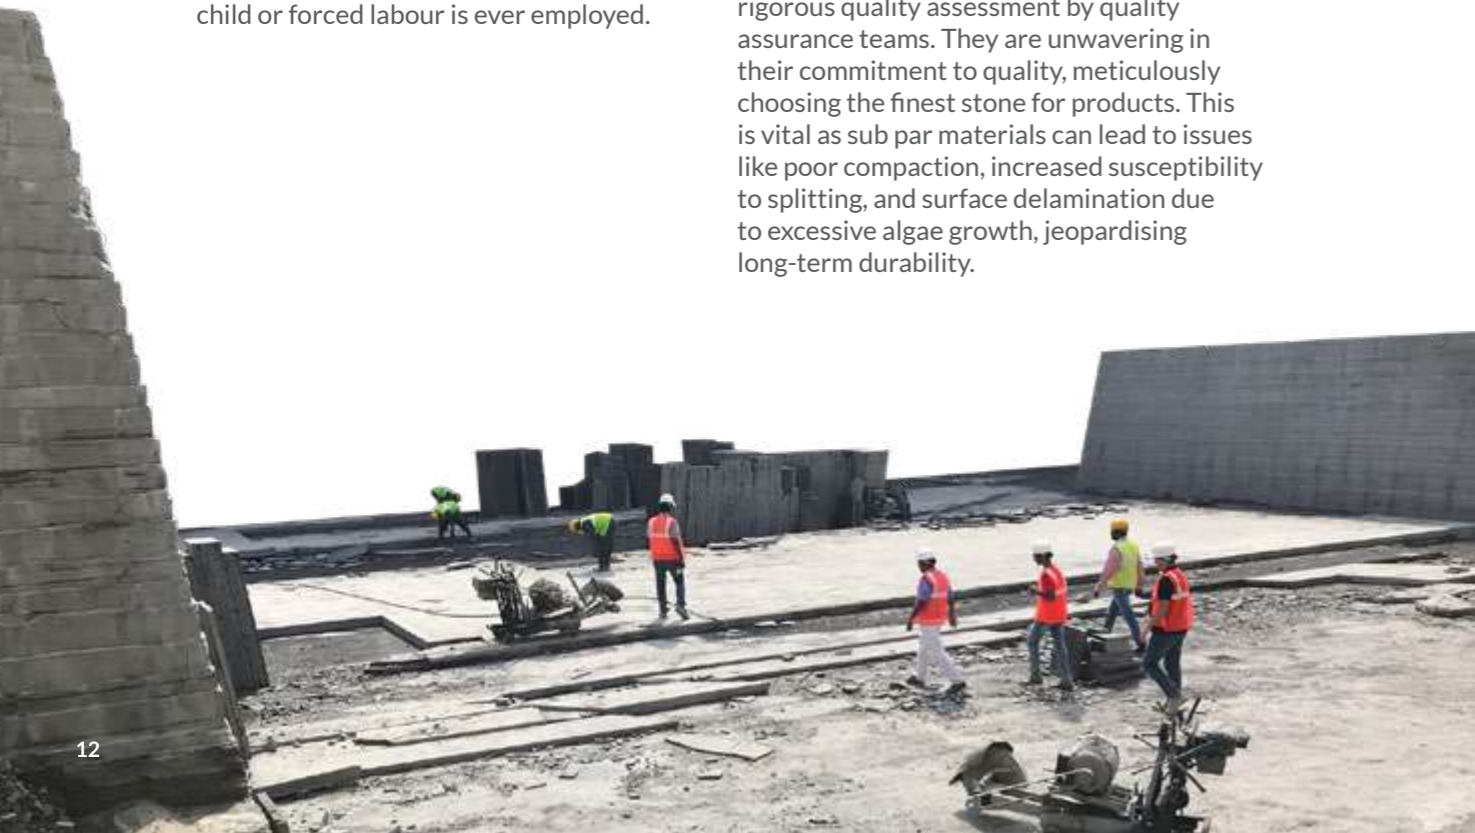 child or forced labour is ever employed.
rigorous quality assessment by quality
assurance teams. They are unwavering in
their commitment to quality, meticulously
choosing the finest stone for products. This
is vital as sub par materials can lead to issues
like poor compaction, increased susceptibility
to splitting, and surface delamination due
to excessive algae growth, jeopardising
long-term durability.
12